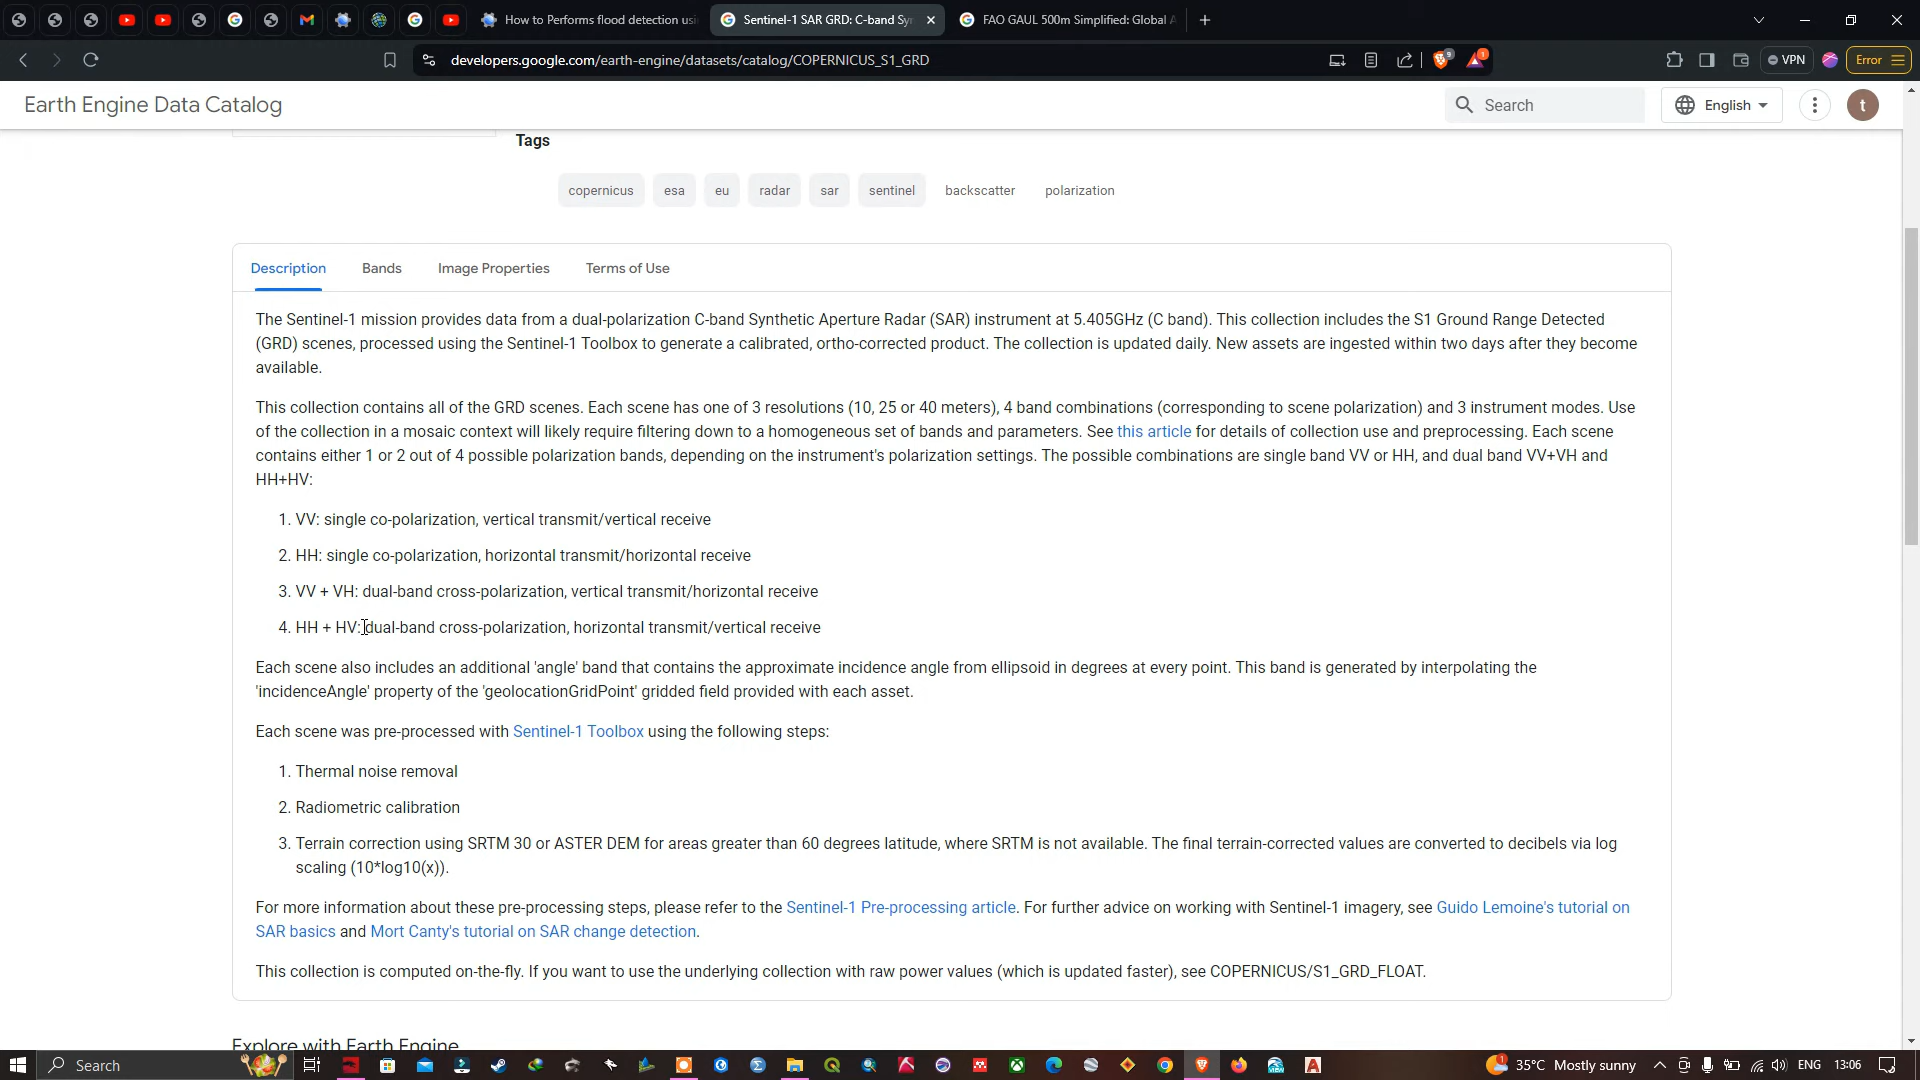 How to Performs flood detection usi
Sentinel-1 SAR GRD: C-band Sy
FAO GAUL 500m Simplified: Global A
developers.google.com/earth-engine/datasets/catalog/COPERNICUS_S1_GRD
9
1
VPN
Error
Earth Engine Data Catalog
Search
English
t
Tags
copernicus
esa
eu
radar
sar
sentinel
backscatter
polarization
Description
Bands
Image Properties
Terms of Use
The Sentinel-1 mission provides data from a dual-polarization C-band Synthetic Aperture Radar (SAR) instrument at 5.405GHz (C band). This collection includes the S1 Ground Range Detected
(GRD) scenes, processed using the Sentinel-1 Toolbox to generate a calibrated, ortho-corrected product. The collection is updated daily. New assets are ingested within two days after they become
available.
This collection contains all of the GRD scenes. Each scene has one of 3 resolutions (10, 25 or 40 meters), 4 band combinations (corresponding to scene polarization) and 3 instrument modes. Use
of the collection in a mosaic context will likely require filtering down to a homogeneous set of bands and parameters. See this article for details of collection use and preprocessing. Each scene
contains either 1 or 2 out of 4 possible polarization bands, depending on the instrument's polarization settings. The possible combinations are single band VV or HH, and dual band VV+VH and
HH+HV:
1. VV: single co-polarization, vertical transmit/vertical receive
2. HH: single co-polarization, horizontal transmit/horizontal receive
3. VV + VH: dual-band cross-polarization, vertical transmit/horizontal receive
4. HH + HV: dual-band cross-polarization, horizontal transmit/vertical receive
Each scene also includes an additional 'angle' band that contains the approximate incidence angle from ellipsoid in degrees at every point. This band is generated by interpolating the
'incidenceAngle' property of the 'geolocationGridPoint' gridded field provided with each asset.
Each scene was pre-processed with Sentinel-1 Toolbox using the following steps:
1. Thermal noise removal
2. Radiometric calibration
3. Terrain correction using SRTM 30 or ASTER DEM for areas greater than 60 degrees latitude, where SRTM is not available. The final terrain-corrected values are converted to decibels via log
scaling (10*log10(x)).
For more information about these pre-processing steps, please refer to the Sentinel-1 Pre-processing article. For further advice on working with Sentinel-1 imagery, see Guido Lemoine's tutorial on
SAR basics and Mort Canty's tutorial on SAR change detection.
This collection is computed on-the-fly. If you want to use the underlying collection with raw power values (which is updated faster), see COPERNICUS/S1_GRD_FLOAT.
Explore with Earth Engine
Search
35°C Mostly sunny
ENG
13:06